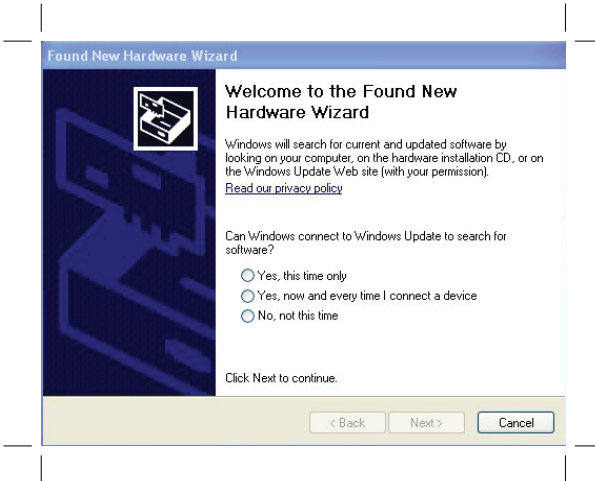 Found New Hardware Wizard
Welcome to the Found New
Hardware Wizard
Windows will search for current and updated software by
looking on your computer, on the hardware installation CD, or on
the Windows Update Web site (with your permission).
Read our privacy policy
Can Windows connect to Windows Update to search for
software?
Yes, this time only
Yes, now and every time I connect a device
No, not this time
Click Next to continue.
< Back
Next >
Cancel